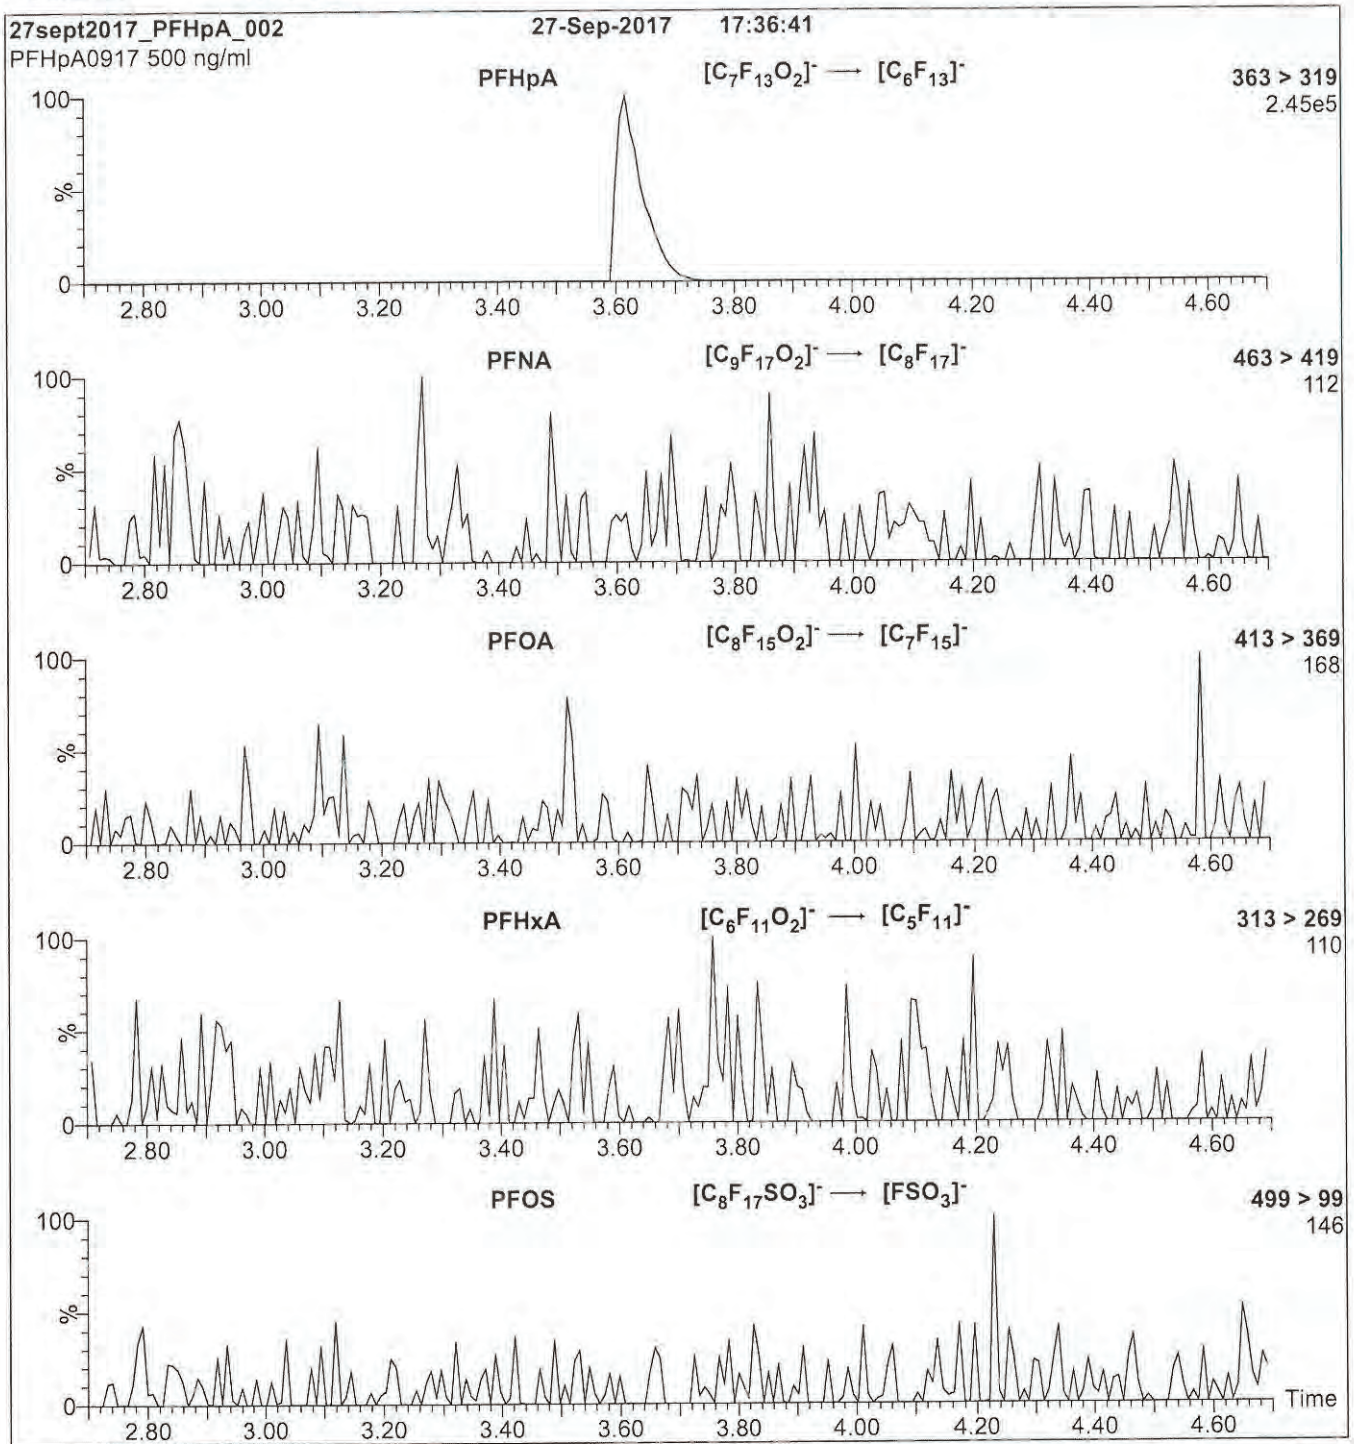 27sept2017_PFHpA_002 27-Sep-2017 17:36:41
PFHpA0917 500 ng/ml
PFHpA [C₇F₁₃O₂]⁻ → [C₆F₁₃]⁻ 363 > 319
2.45e5
100
%
0
2.80 3.00 3.20 3.40 3.60 3.80 4.00 4.20 4.40 4.60
PFNA [C₉F₁₇O₂]⁻ → [C₈F₁₇]⁻ 463 > 419
112
100
%
0
2.80 3.00 3.20 3.40 3.60 3.80 4.00 4.20 4.40 4.60
PFOA [C₈F₁₅O₂]⁻ → [C₇F₁₅]⁻ 413 > 369
168
100
%
0
2.80 3.00 3.20 3.40 3.60 3.80 4.00 4.20 4.40 4.60
PFHxA [C₆F₁₁O₂]⁻ → [C₅F₁₁]⁻ 313 > 269
110
100
%
0
2.80 3.00 3.20 3.40 3.60 3.80 4.00 4.20 4.40 4.60
PFOS [C₈F₁₇SO₃]⁻ → [FSO₃]⁻ 499 > 99
146
100
%
0
Time
2.80 3.00 3.20 3.40 3.60 3.80 4.00 4.20 4.40 4.60